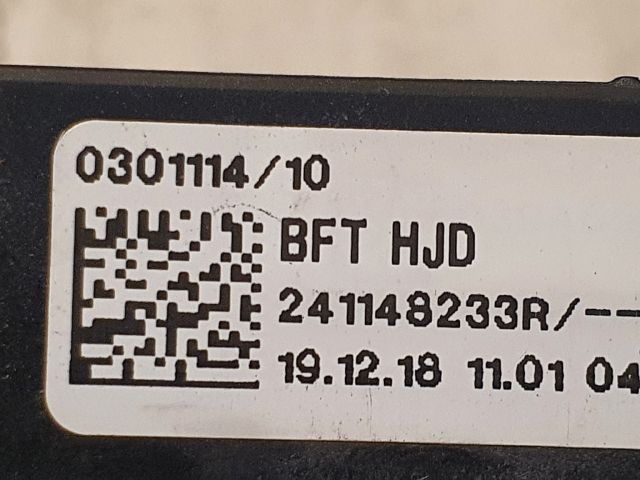 0301114/10
BFT HJD
241148233R/--
19.12.18 11.01 04